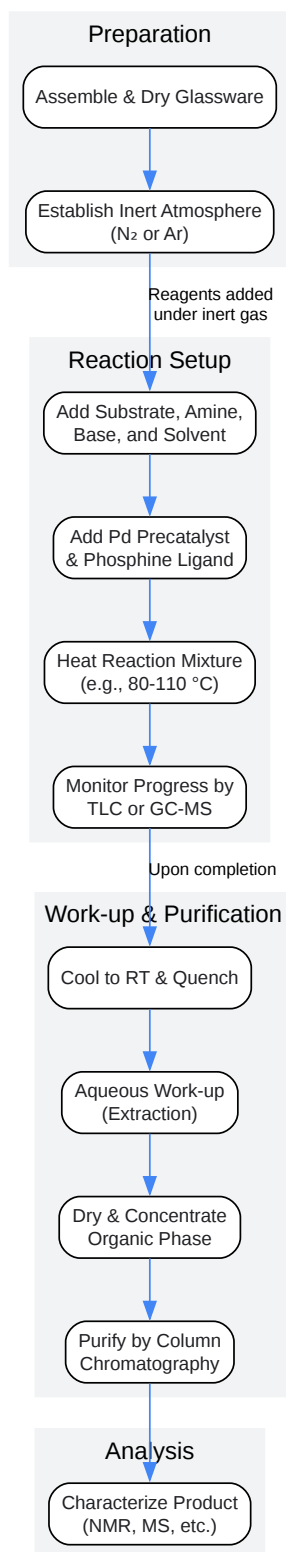 Preparation
Assemble & Dry Glassware
Establish Inert Atmosphere
(N₂ or Ar)
Reagents added
under inert gas
Reaction Setup
Add Substrate, Amine,
Base, and Solvent
Add Pd Precatalyst
& Phosphine Ligand
Heat Reaction Mixture
(e.g., 80-110 °C)
Monitor Progress by
TLC or GC-MS
Upon completion
Work-up & Purification
Cool to RT & Quench
Aqueous Work-up
(Extraction)
Dry & Concentrate
Organic Phase
Purify by Column
Chromatography
Analysis
Characterize Product
(NMR, MS, etc.)